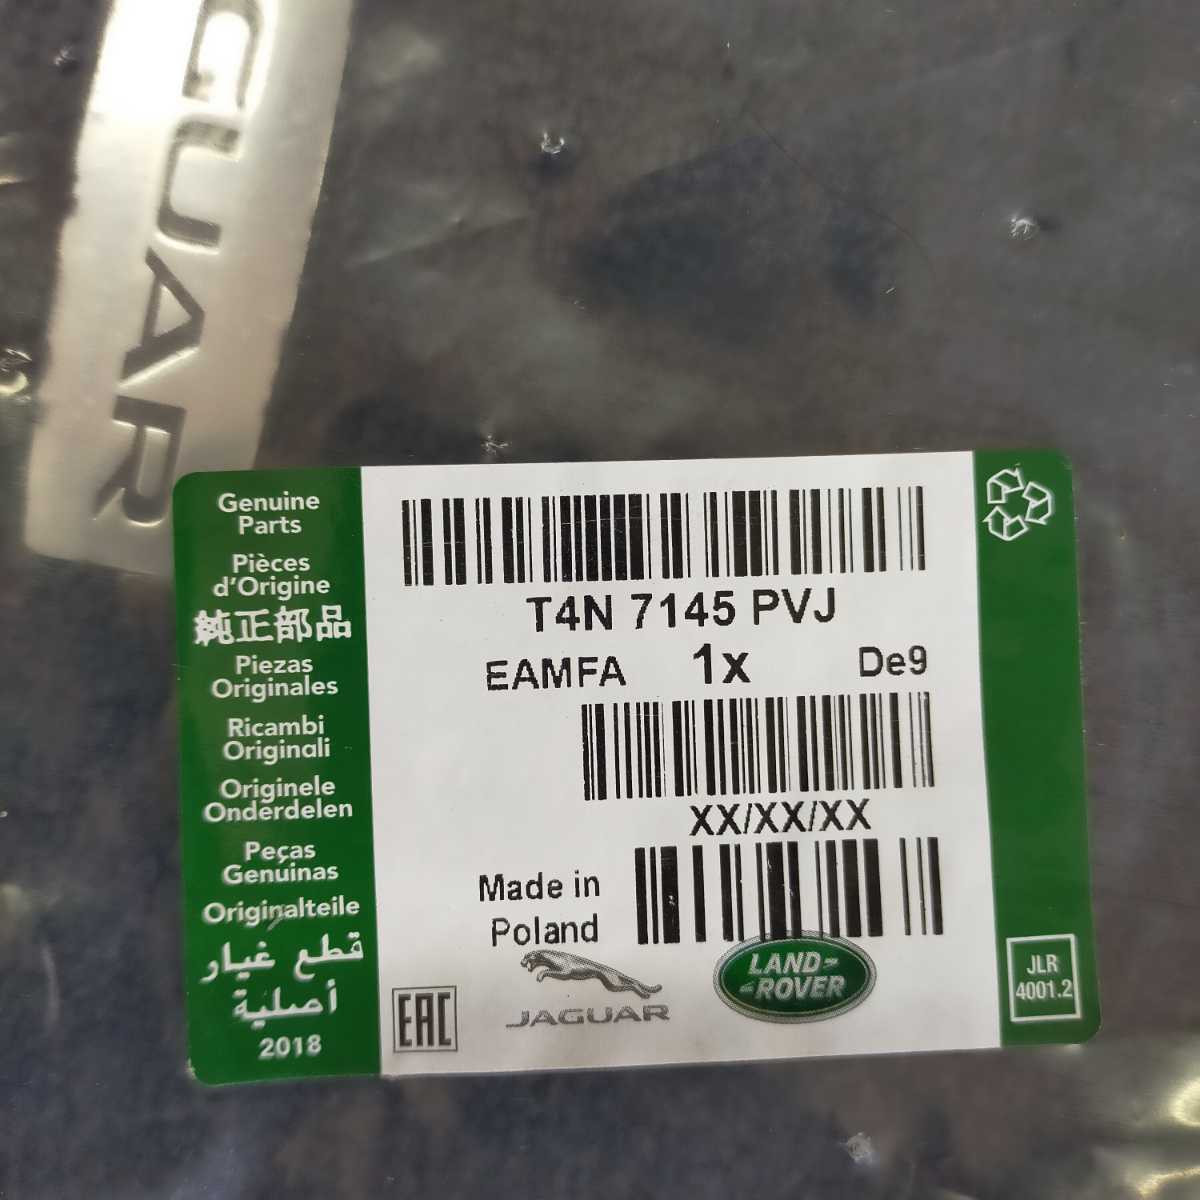 GUAR
Genuine
Parts
Pièces
d'Origine
純正部品
Piezas
Originales
Ricambi
Originali
Originele
Onderdelen
Peças
Genuinas
Originalteile
قطع غيار
أصلية
2018
T4N 7145 PVJ
EAMFA 1x De9
XX/XX/XX
Made in
Poland
EAC
JAGUAR
LAND-
-ROVER
JLR
4001.2